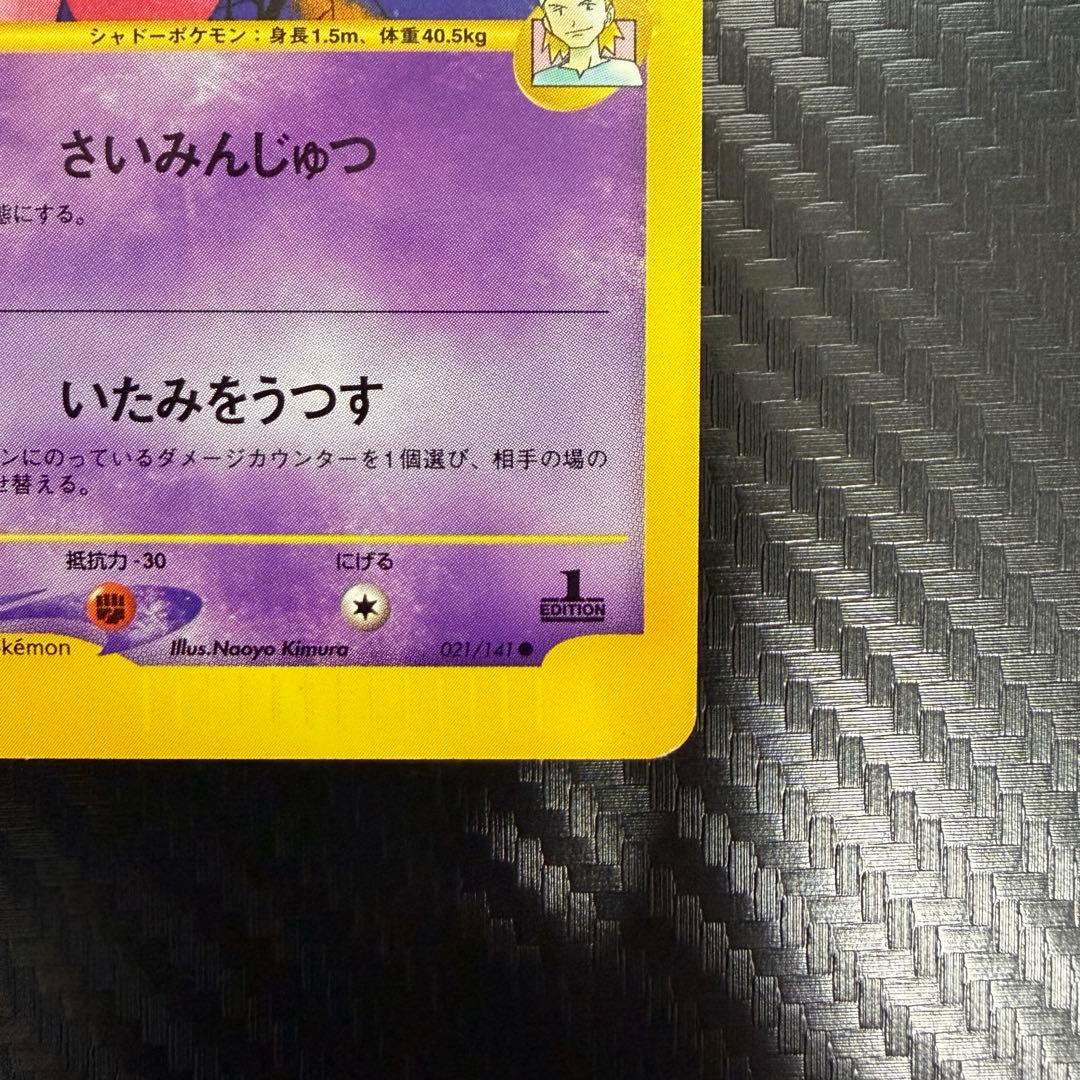 シャドーポケモン：身長1.5m、体重40.5kg
さいみんじゅつ
態にする。
いたみをうつす
ンにのっているダメージカウンターを1個選び、相手の場の
せ替える。
抵抗力 -30 にげる
1
EDITION
kémon Illus.Naoyo Kimura 021/141●